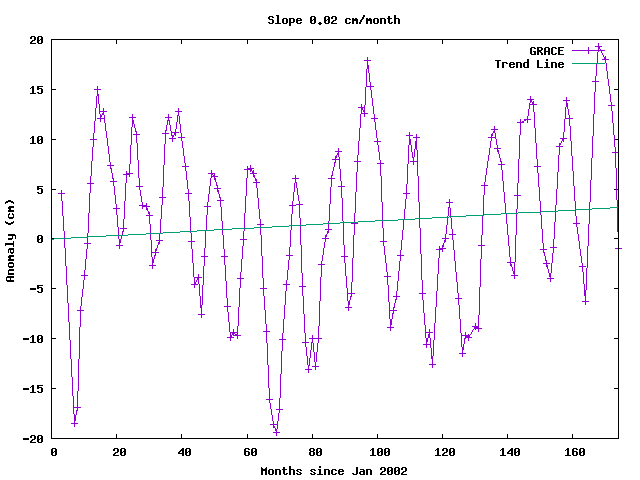 Slope 0.02 cm/month
GRACE
Trend Line
20
15
10
5
0
-5
-10
-15
-20
Anomaly (cm)
0 20 40 60 80 100 120 140 160
Months since Jan 2002